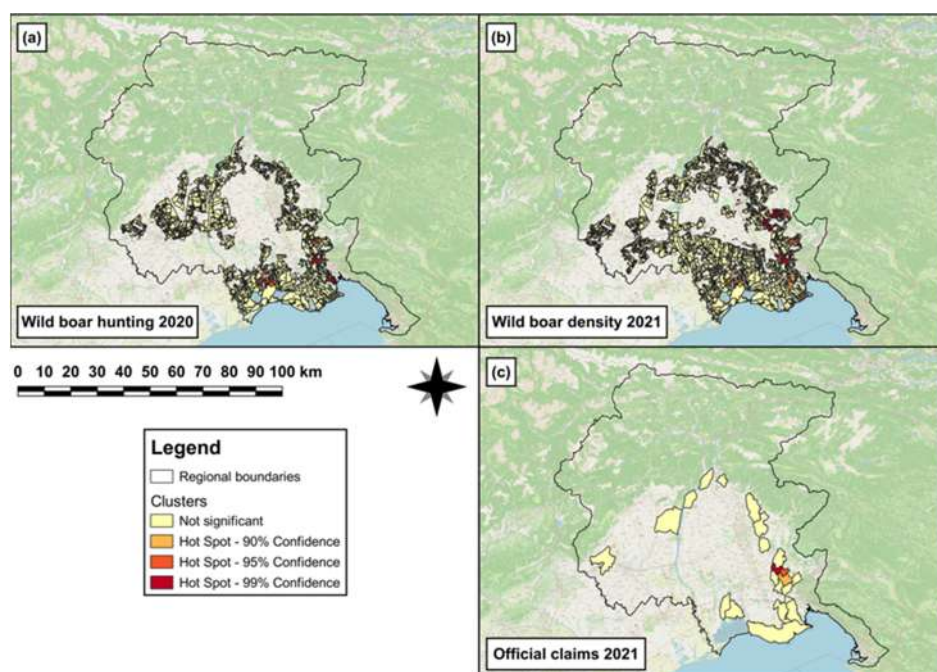 (a)
Wild boar hunting 2020
(b)
Wild boar density 2021
0 10 20 30 40 50 60 70 80 90 100 km
Legend
Regional boundaries
Clusters
Not significant
Hot Spot - 90% Confidence
Hot Spot - 95% Confidence
Hot Spot - 99% Confidence
(c)
Official claims 2021